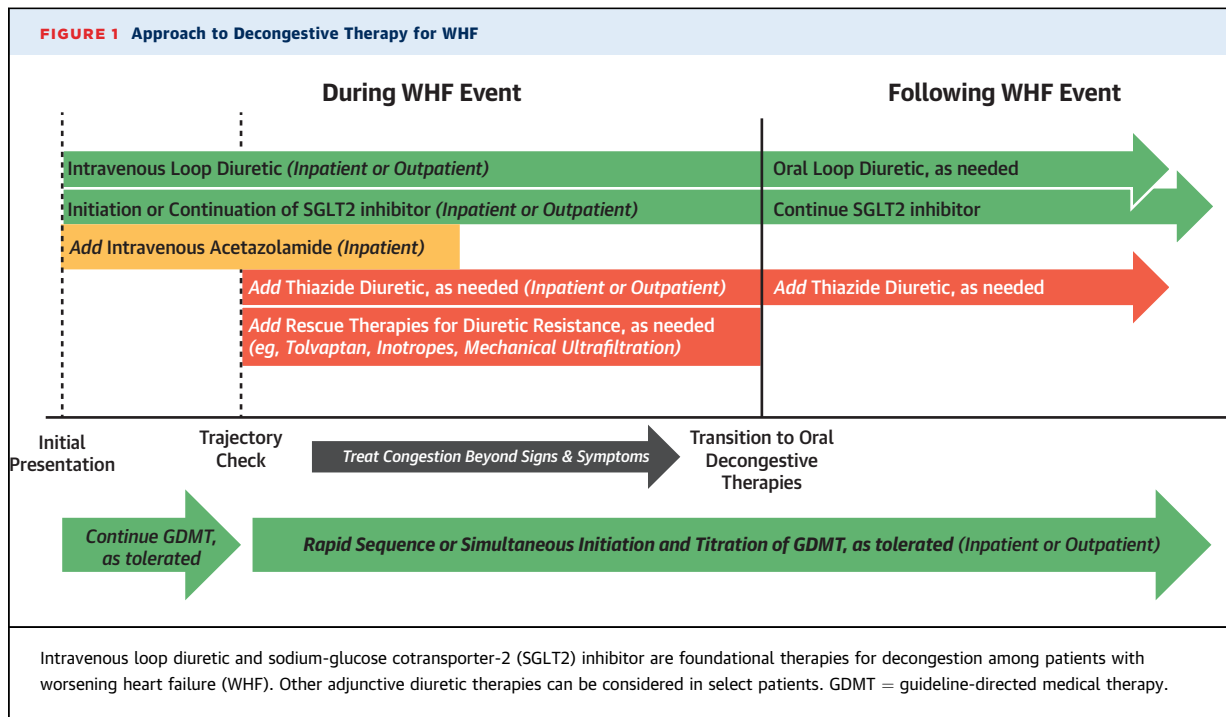 FIGURE 1 Approach to Decongestive Therapy for WHF
During WHF Event
Following WHF Event
Intravenous Loop Diuretic (Inpatient or Outpatient)
Oral Loop Diuretic, as needed
Initiation or Continuation of SGLT2 inhibitor (Inpatient or Outpatient)
Continue SGLT2 inhibitor
Add Intravenous Acetazolamide (Inpatient)
Add Thiazide Diuretic, as needed (Inpatient or Outpatient)
Add Thiazide Diuretic, as needed
Add Rescue Therapies for Diuretic Resistance, as needed
(eg, Tolvaptan, Inotropes, Mechanical Ultrafiltration)
Initial
Presentation
Trajectory
Check
Treat Congestion Beyond Signs & Symptoms
Transition to Oral
Decongestive
Therapies
Continue GDMT,
as tolerated
Rapid Sequence or Simultaneous Initiation and Titration of GDMT, as tolerated (Inpatient or Outpatient)
Intravenous loop diuretic and sodium-glucose cotransporter-2 (SGLT2) inhibitor are foundational therapies for decongestion among patients with
worsening heart failure (WHF). Other adjunctive diuretic therapies can be considered in select patients. GDMT = guideline-directed medical therapy.